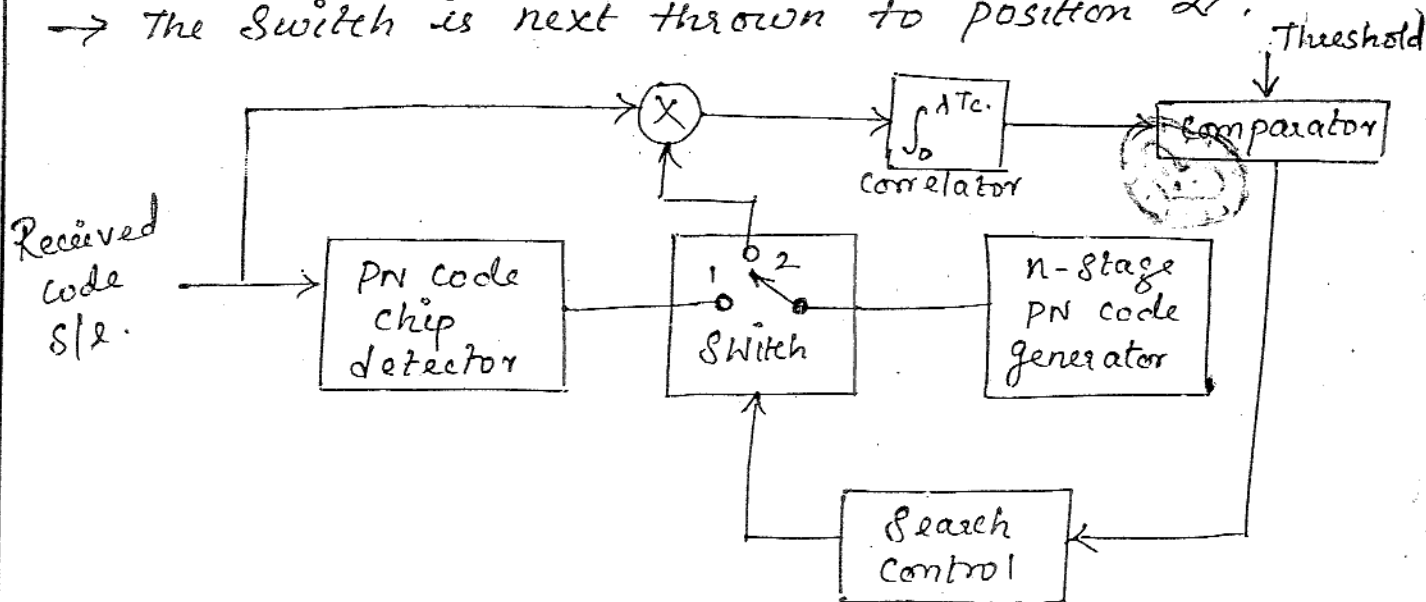 → The Switch is next thrown to position 2.
Threshold
X
∫₀^λTc.
Correlator
Comparator
Received
code
s/g.
PN code
chip
detector
1
2
Switch
n-Stage
PN code
generator
Search
Control